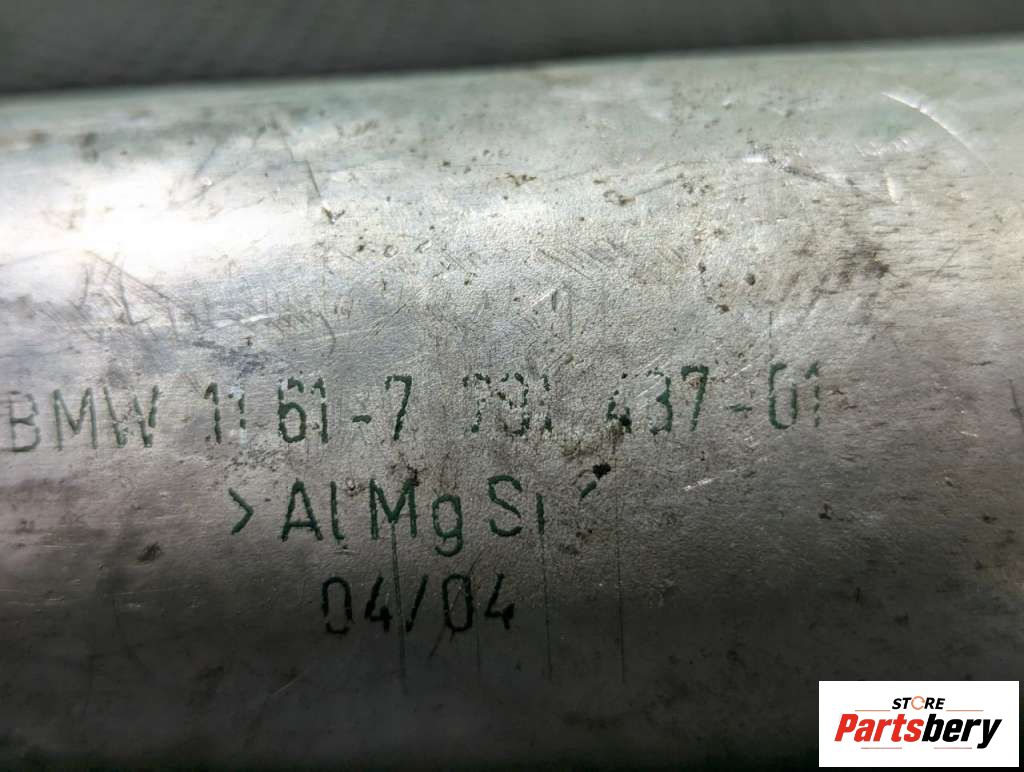 BMW 11 61-7 791 437-01
>AlMgSi<
04/04
STORE
Partsbery